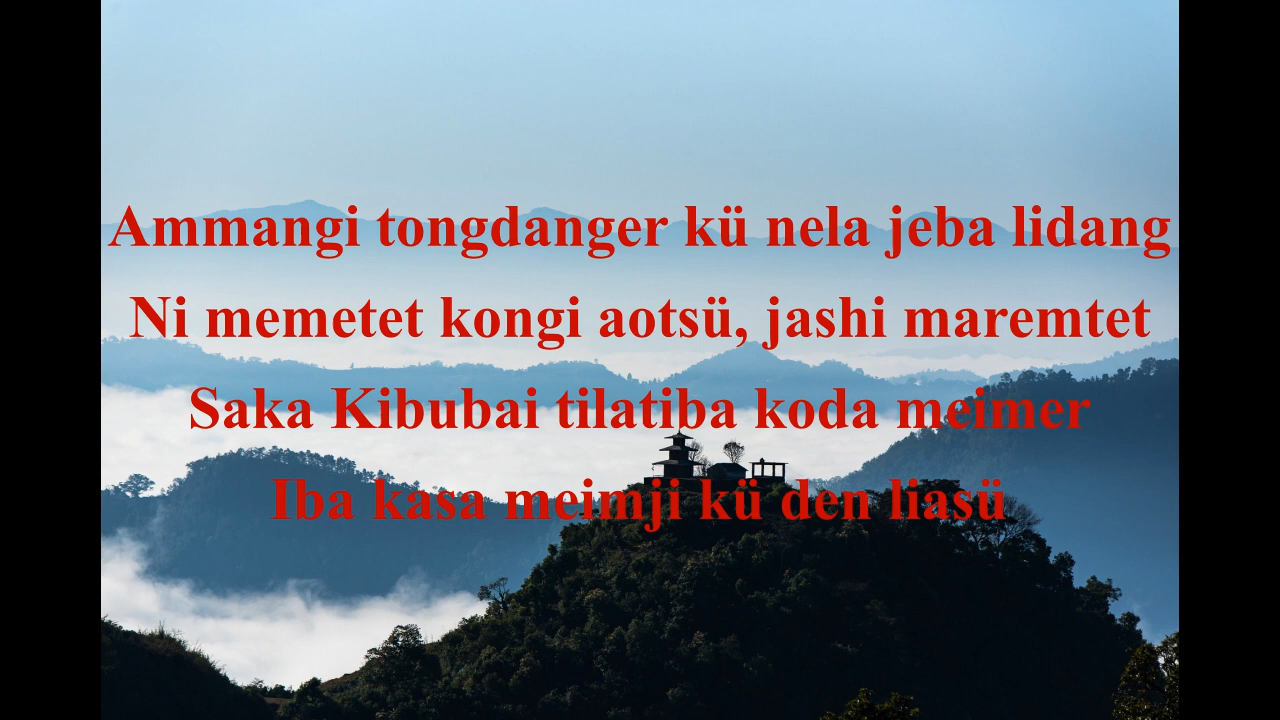 Ammangi tongdanger kü nela jeba lidang
Ni memetet kongi aotsü, jashi maremtet
Saka Kibubai tilatiba koda meimer
Iba kasa meimji kü den liasü